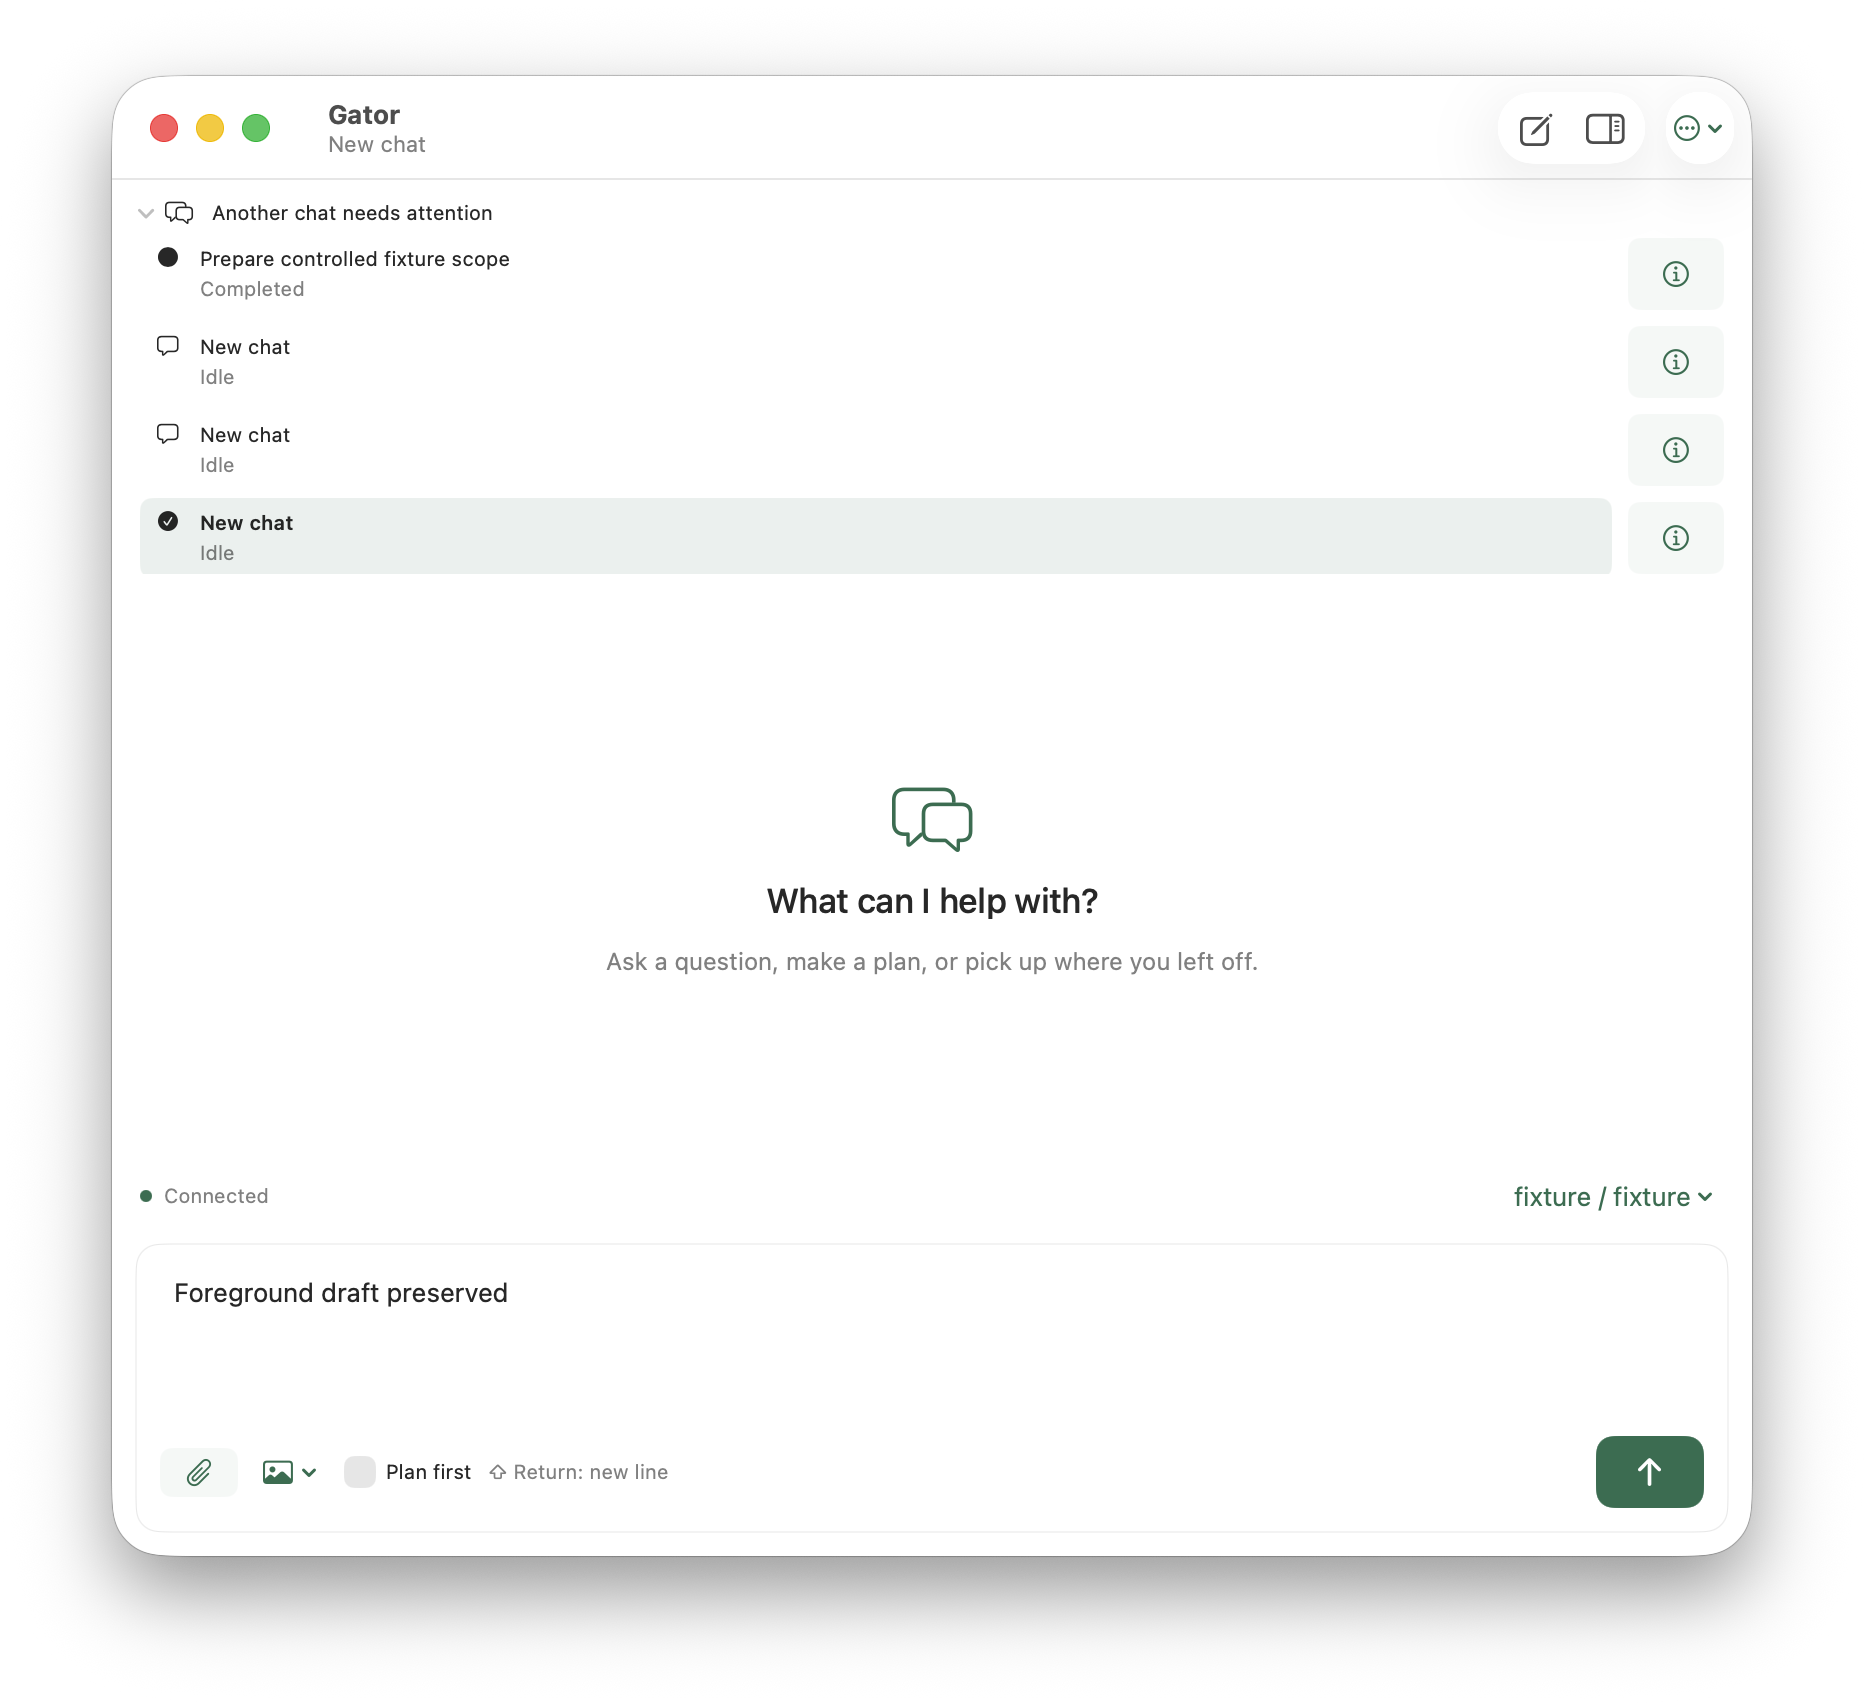 Gator
New chat
Another chat needs attention
Prepare controlled fixture scope
Completed
New chat
Idle
New chat
Idle
New chat
Idle
What can I help with?
Ask a question, make a plan, or pick up where you left off.
Connected
fixture / fixture
Foreground draft preserved
Plan first ⇧ Return: new line